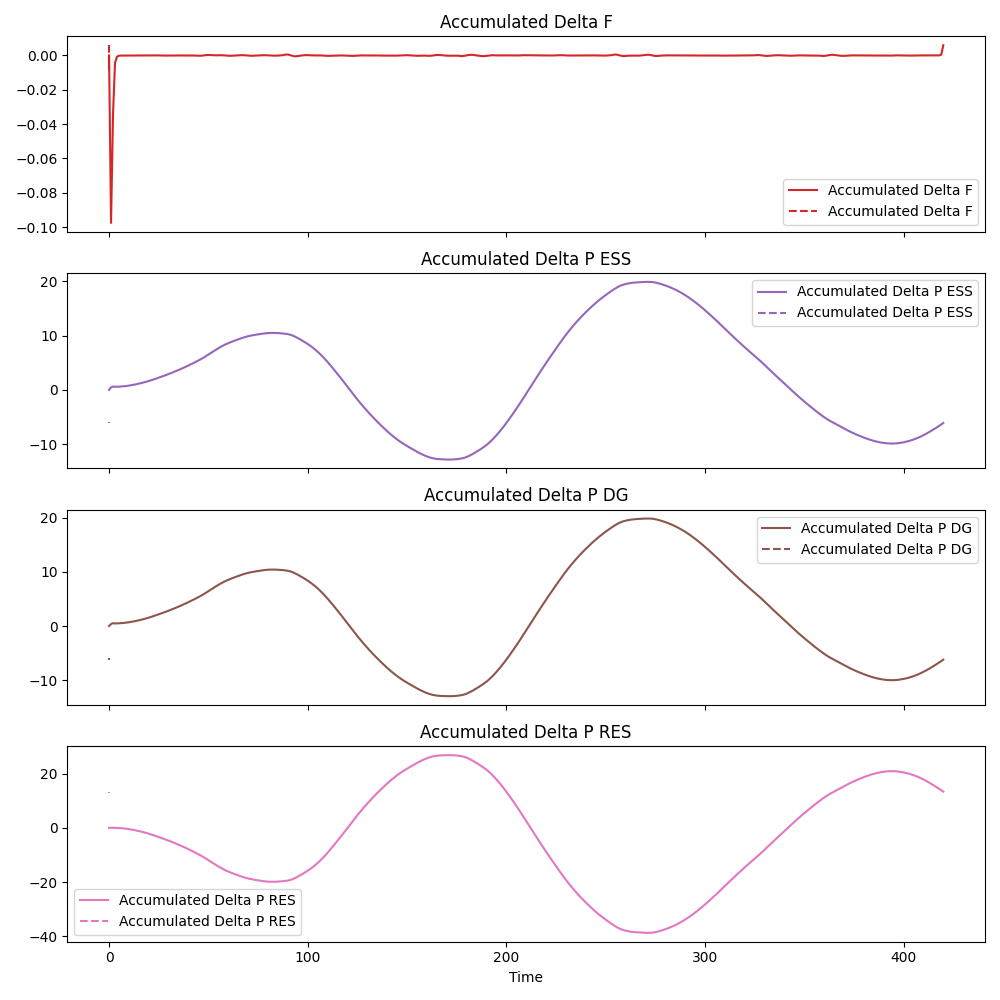 Accumulated Delta F
0.00
−0.02
−0.04
−0.06
−0.08
−0.10
Accumulated Delta F
Accumulated Delta F
Accumulated Delta P ESS
20
10
0
−10
Accumulated Delta P ESS
Accumulated Delta P ESS
Accumulated Delta P DG
20
10
0
−10
Accumulated Delta P DG
Accumulated Delta P DG
Accumulated Delta P RES
20
0
−20
−40
Accumulated Delta P RES
Accumulated Delta P RES
0 100 200 300 400
Time